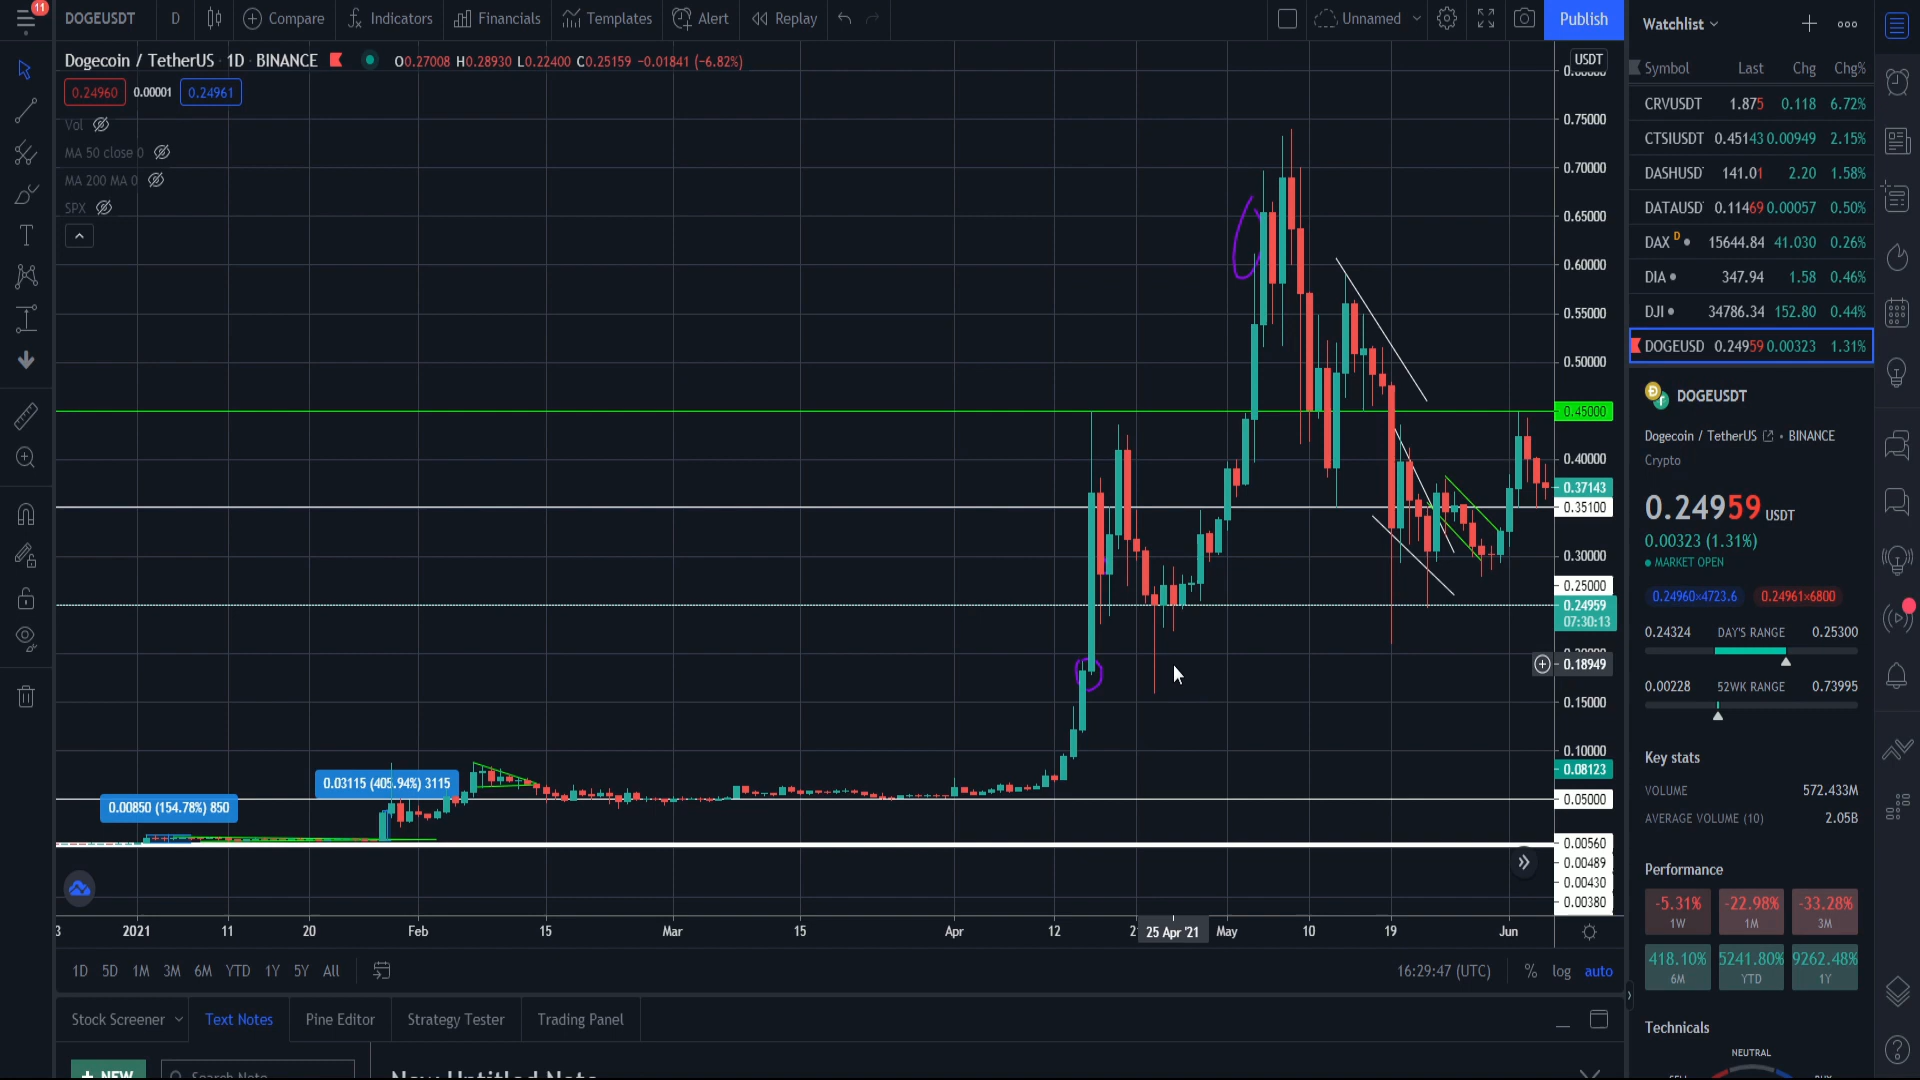 11
DOGEUSDT
D
Compare
Indicators
Financials
Templates
Alert
Replay
Unnamed
Publish
Dogecoin / TetherUS · 1D · BINANCE
O0.27008 H0.28930 L0.22400 C0.25159 −0.01841 (−6.82%)
0.24960 0.00001 0.24961
Vol
MA 50 close 0
MA 200 MA 0
SPX
USDT
0.75000
0.70000
0.65000
0.60000
0.55000
0.50000
0.45000
0.40000
0.37143
0.35100
0.30000
0.25000
0.24959
07:30:13
0.18949
0.15000
0.10000
0.08123
0.05000
0.00560
0.00489
0.00430
0.00380
0.03115 (405.94%) 3115
0.00850 (154.78%) 850
3 2021 11 20 Feb 15 Mar 15 Apr 12 2 25 Apr '21 May 10 19 Jun
1D 5D 1M 3M 6M YTD 1Y 5Y All
16:29:47 (UTC) % log auto
Stock Screener Text Notes Pine Editor Strategy Tester Trading Panel
+ NEW
Search Note
New Untitled Note
Watchlist
Symbol Last Chg Chg%
CRVUSDT 1.875 0.118 6.72%
CTSIUSDT 0.45143 0.00949 2.15%
DASHUSD 141.01 2.20 1.58%
DATAUSD 0.11469 0.00057 0.50%
DAX D 15644.84 41.030 0.26%
DIA 347.94 1.58 0.46%
DJI 34786.34 152.80 0.44%
DOGEUSD 0.24959 0.00323 1.31%
DOGEUSDT
Dogecoin / TetherUS · BINANCE
Crypto
0.24959 USDT
0.00323 (1.31%)
MARKET OPEN
0.24960×4723.6 0.24961×6800
0.24324 DAY'S RANGE 0.25300
0.00228 52WK RANGE 0.73995
Key stats
VOLUME 572.433M
AVERAGE VOLUME (10) 2.05B
Performance
-5.31% -22.98% -33.28%
1W 1M 3M
418.10% 5241.80% 9262.48%
6M YTD 1Y
Technicals
NEUTRAL